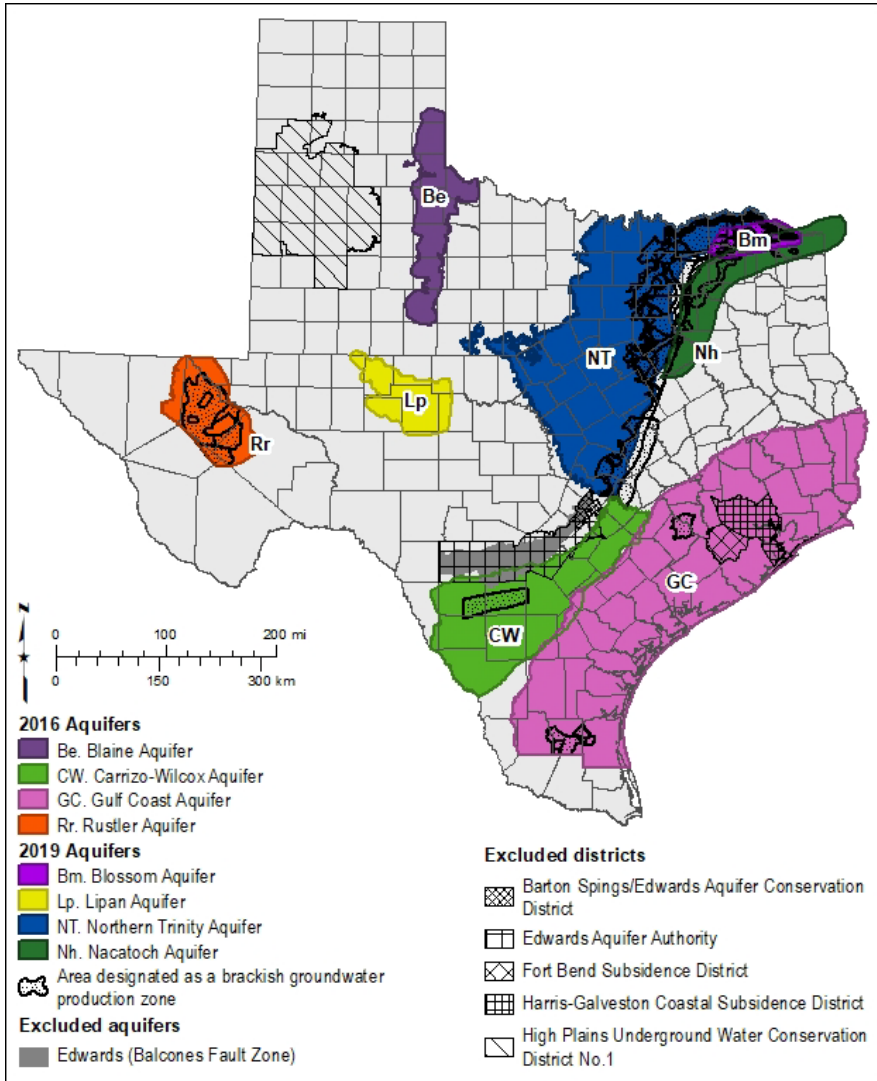 Be
Bm
NT
Nh
Lp
Rr
GC
CW
N
0 100 200 mi
0 150 300 km
2016 Aquifers
Be. Blaine Aquifer
CW. Carrizo-Wilcox Aquifer
GC. Gulf Coast Aquifer
Rr. Rustler Aquifer
2019 Aquifers
Bm. Blossom Aquifer
Lp. Lipan Aquifer
NT. Northern Trinity Aquifer
Nh. Nacatoch Aquifer
Area designated as a brackish groundwater
production zone
Excluded aquifers
Edwards (Balcones Fault Zone)
Excluded districts
Barton Spings/Edwards Aquifer Conservation
District
Edwards Aquifer Authority
Fort Bend Subsidence District
Harris-Galveston Coastal Subsidence District
High Plains Underground Water Conservation
District No.1